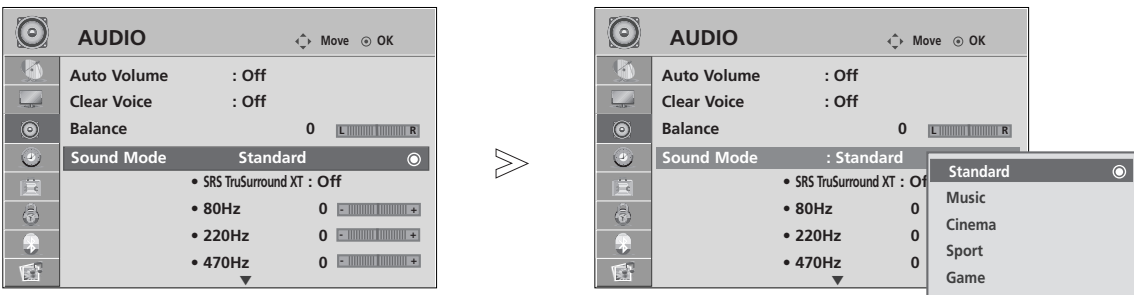 AUDIO
Move OK
Auto Volume : Off
Clear Voice : Off
Balance 0 L R
Sound Mode Standard
• SRS TruSurround XT : Off
• 80Hz 0 - +
• 220Hz 0 - +
• 470Hz 0 - +
AUDIO
Move OK
Auto Volume : Off
Clear Voice : Off
Balance 0 L R
Sound Mode : Standard
• SRS TruSurround XT : Of
• 80Hz 0
• 220Hz 0
• 470Hz 0
Standard
Music
Cinema
Sport
Game